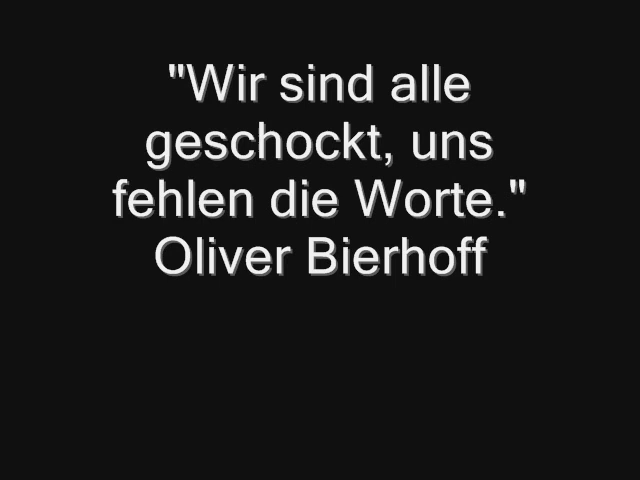 "Wir sind alle
geschockt, uns
fehlen die Worte."
Oliver Bierhoff